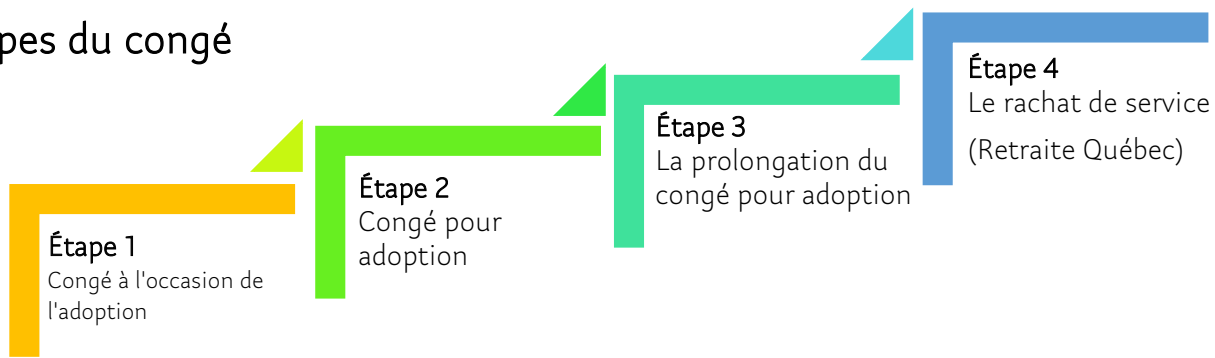 pes du congé
Étape 1
Congé à l'occasion de
l'adoption
Étape 2
Congé pour
adoption
Étape 3
La prolongation du
congé pour adoption
Étape 4
Le rachat de service
(Retraite Québec)